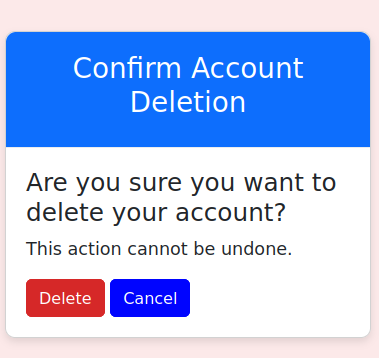 Confirm Account
Deletion
Are you sure you want to
delete your account?
This action cannot be undone.
Delete Cancel